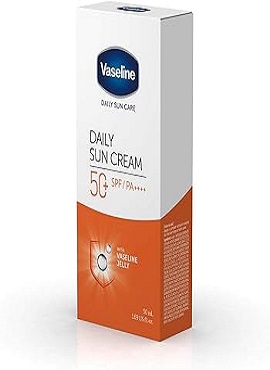 Vaseline
DAILY SUN CARE
DAILY
SUN CREAM
50+ SPF/PA++++
with
VASELINE
JELLY
50 mL